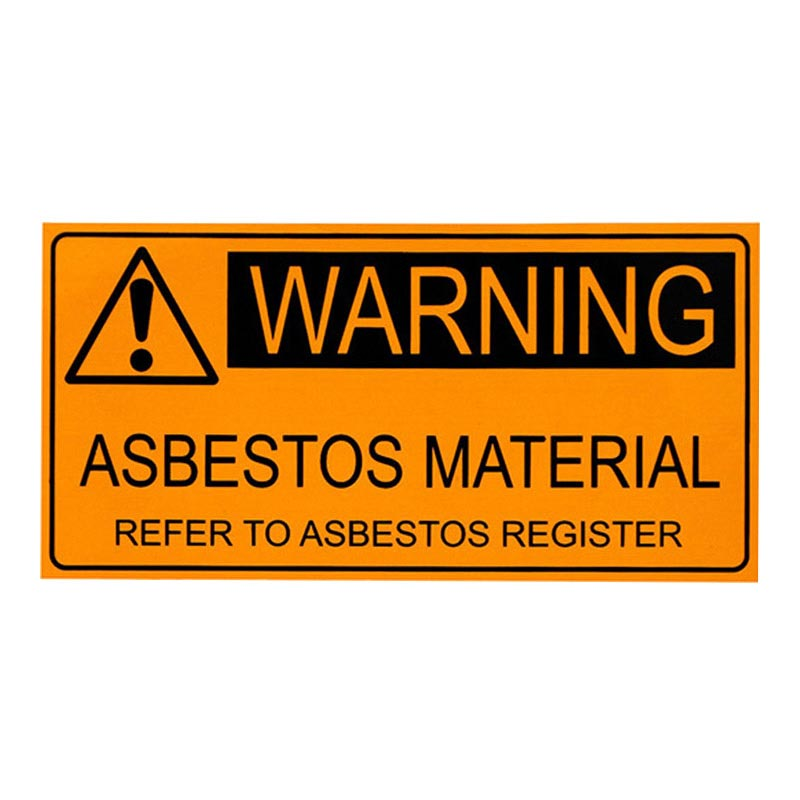 WARNING
ASBESTOS MATERIAL
REFER TO ASBESTOS REGISTER